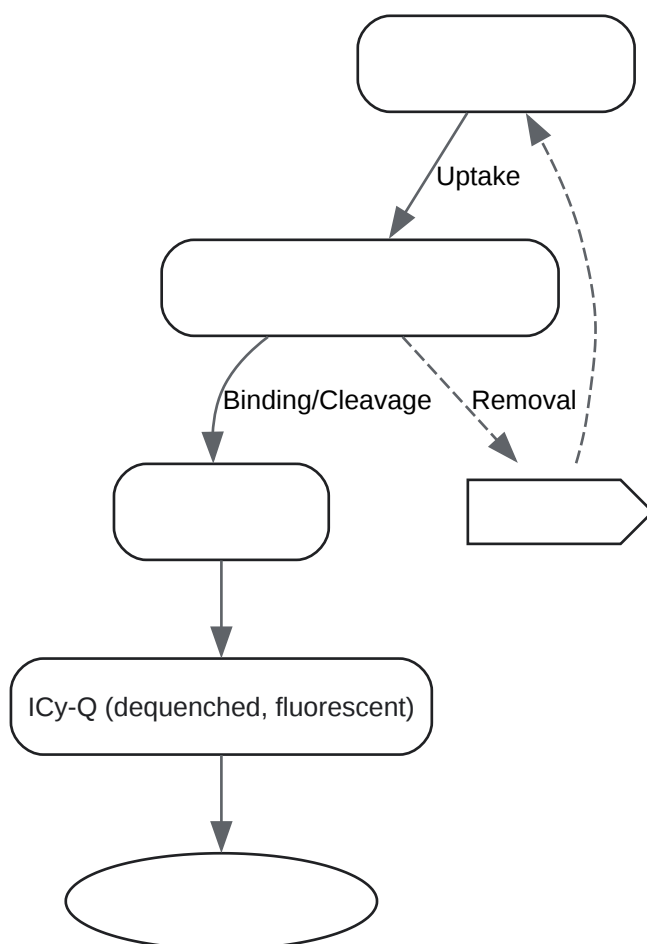 Uptake
Binding/Cleavage
Removal
ICy-Q (dequenched, fluorescent)